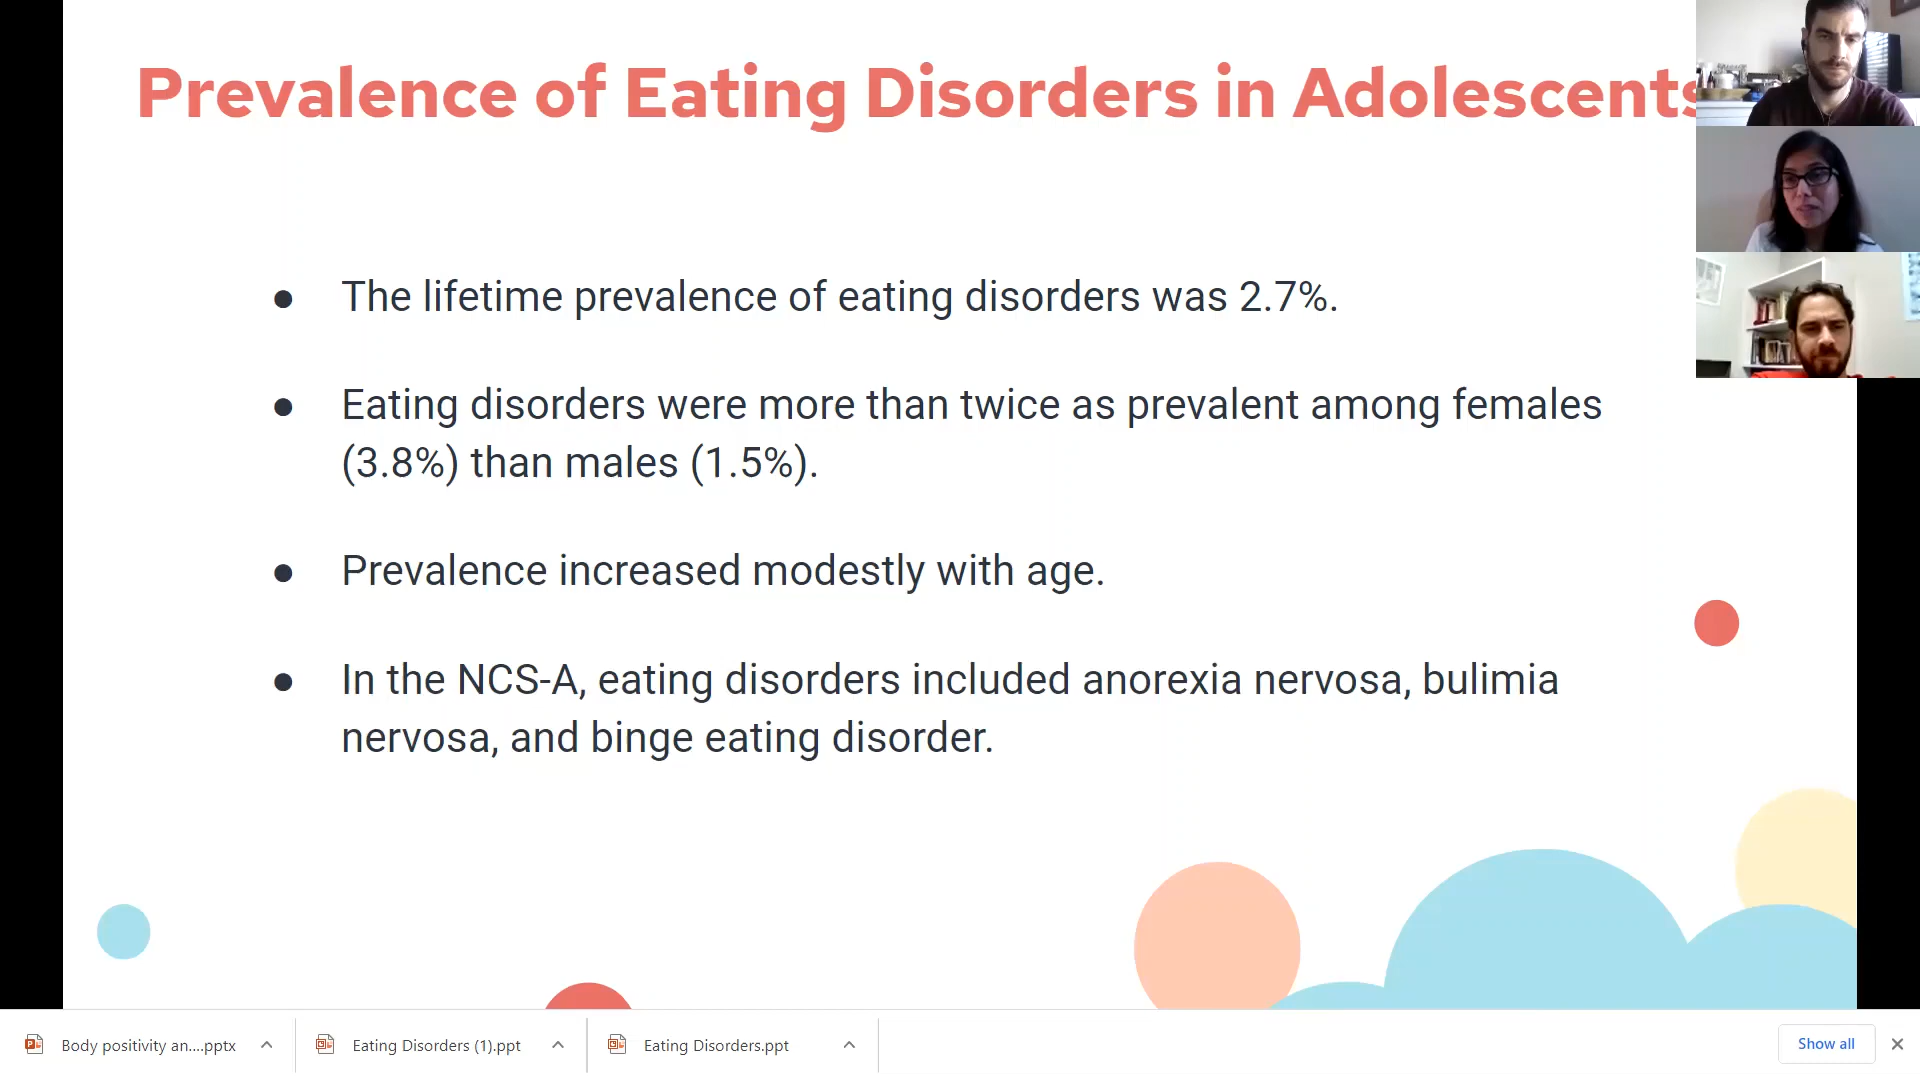 Prevalence of Eating Disorders in Adolescents
● The lifetime prevalence of eating disorders was 2.7%.
● Eating disorders were more than twice as prevalent among females
(3.8%) than males (1.5%).
● Prevalence increased modestly with age.
● In the NCS-A, eating disorders included anorexia nervosa, bulimia
nervosa, and binge eating disorder.
Body positivity an....pptx
Eating Disorders (1).ppt
Eating Disorders.ppt
Show all